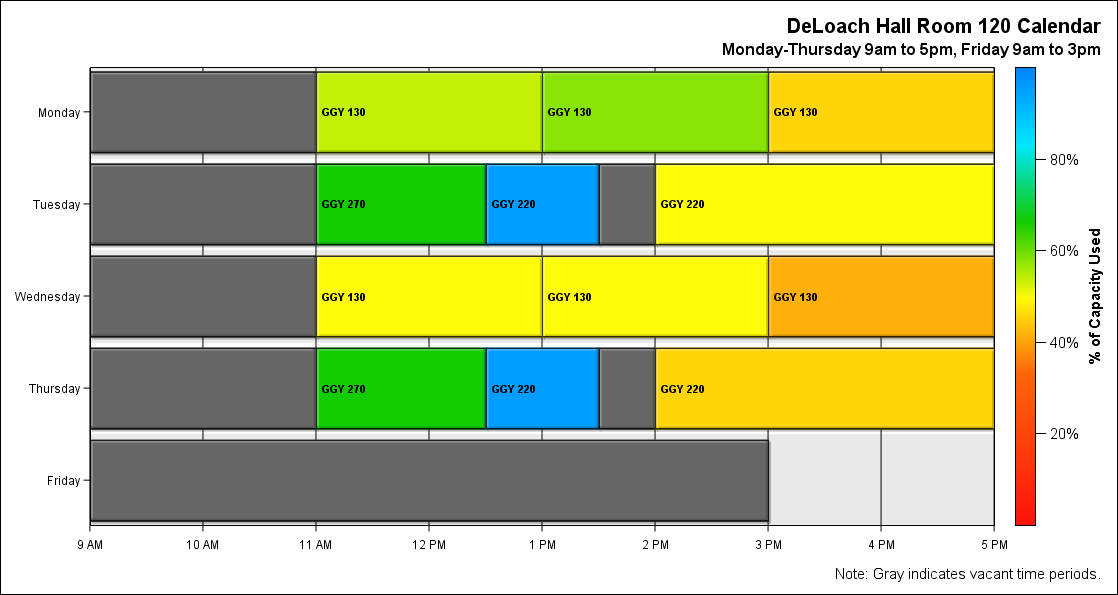 DeLoach Hall Room 120 Calendar
Monday-Thursday 9am to 5pm, Friday 9am to 3pm
Monday
GGY 130
GGY 130
GGY 130
Tuesday
GGY 270
GGY 220
GGY 220
Wednesday
GGY 130
GGY 130
GGY 130
Thursday
GGY 270
GGY 220
GGY 220
Friday
9 AM
10 AM
11 AM
12 PM
1 PM
2 PM
3 PM
4 PM
5 PM
80%
60%
40%
20%
% of Capacity Used
Note: Gray indicates vacant time periods.